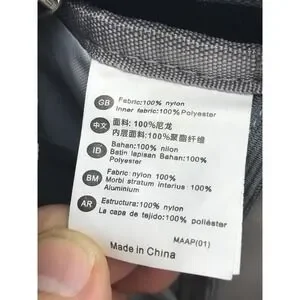 GB Fabric:100% nylon
Inner fabric:100% Polyester
中文 面料:100%尼龙
内层面料:100%聚酯纤维
ID Bahan:100% nilon
Batin lapisan Bahan:100%
Polyester
BM Fabric: nylon 100%
Morbi stratum interius :100%
Aluminium
AR Estructura:100% nylon
La capa de tejido:100% poliéster
MAAP(01)
Made in China